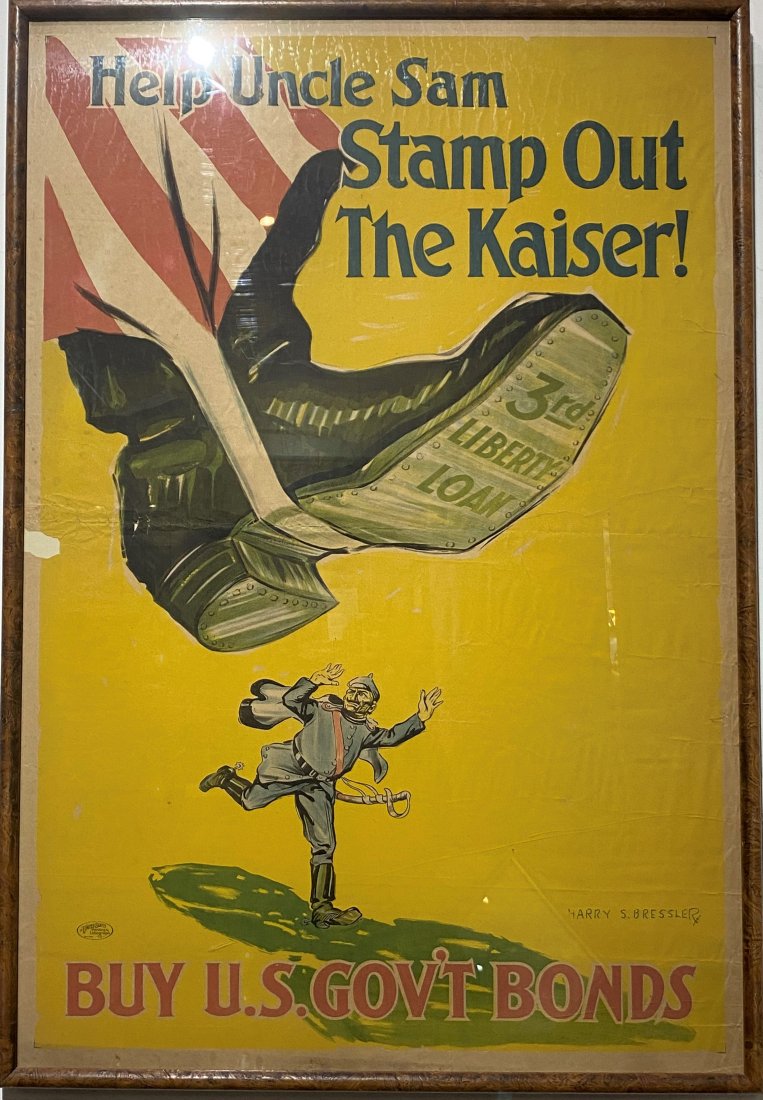 Help Uncle Sam
Stamp Out
The Kaiser!
3rd
LIBERTY
LOAN
HARRY S. BRESSLER
BUY U.S. GOV'T BONDS